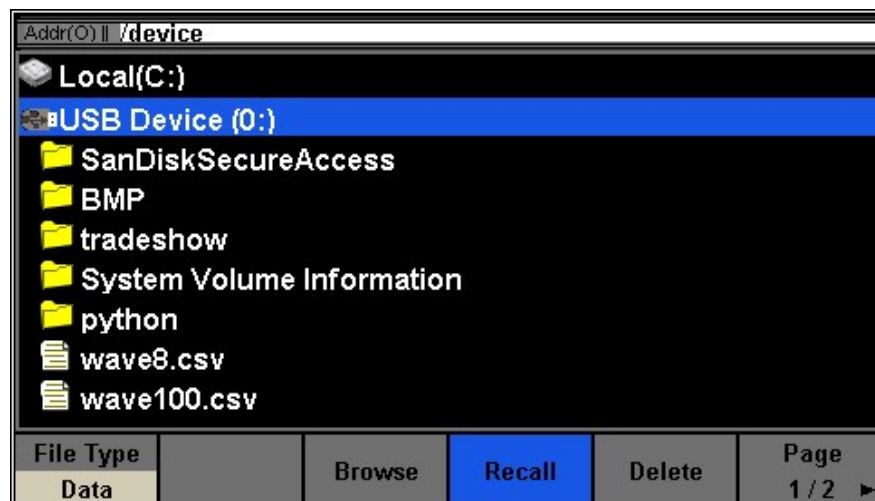 Addr(O) || /device
Local(C:)
USB Device (0:)
SanDiskSecureAccess
BMP
tradeshow
System Volume Information
python
wave8.csv
wave100.csv
File Type
Data
Browse
Recall
Delete
Page
1 / 2 ►